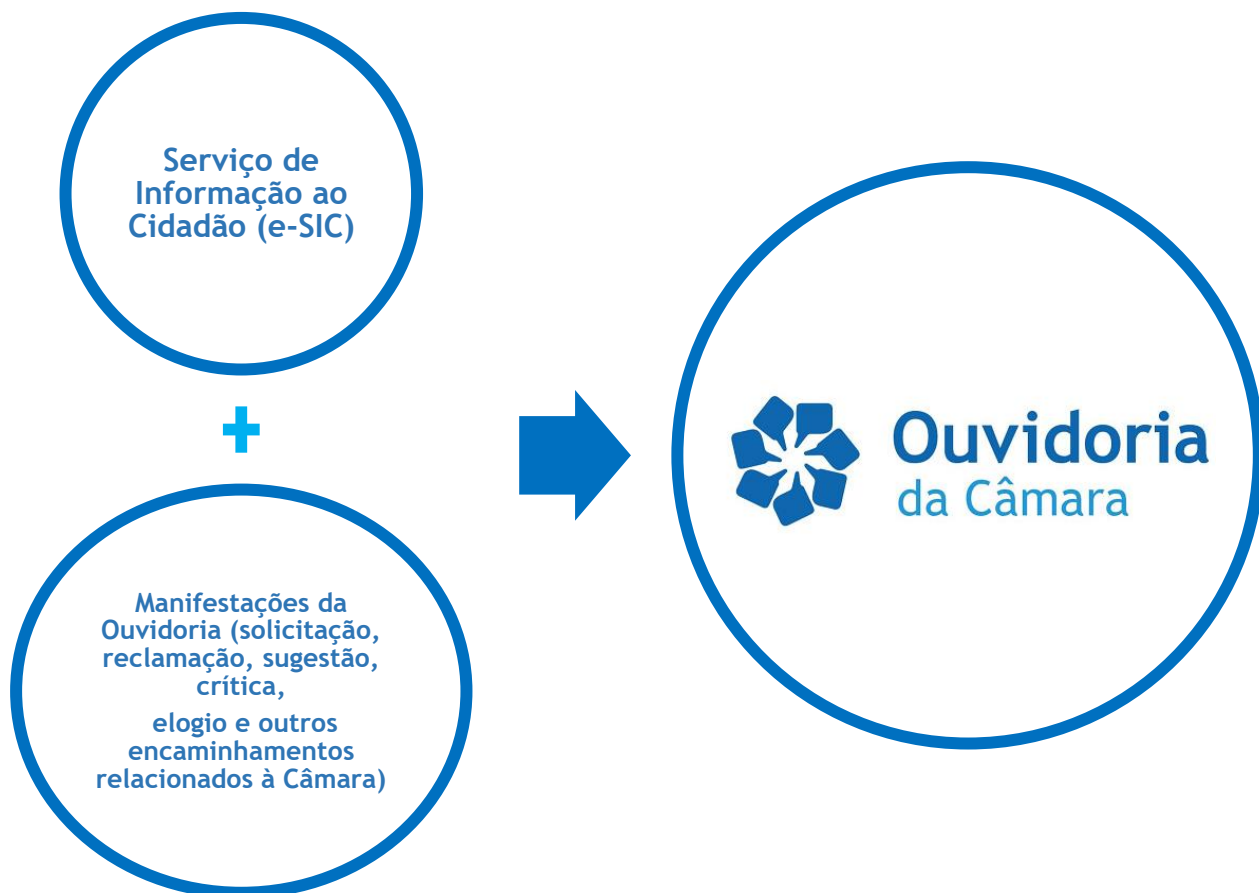 Serviço de
Informação ao
Cidadão (e-SIC)
+
Manifestações da
Ouvidoria (solicitação,
reclamação, sugestão,
crítica,
elogio e outros
encaminhamentos
relacionados à Câmara)
Ouvidoria
da Câmara